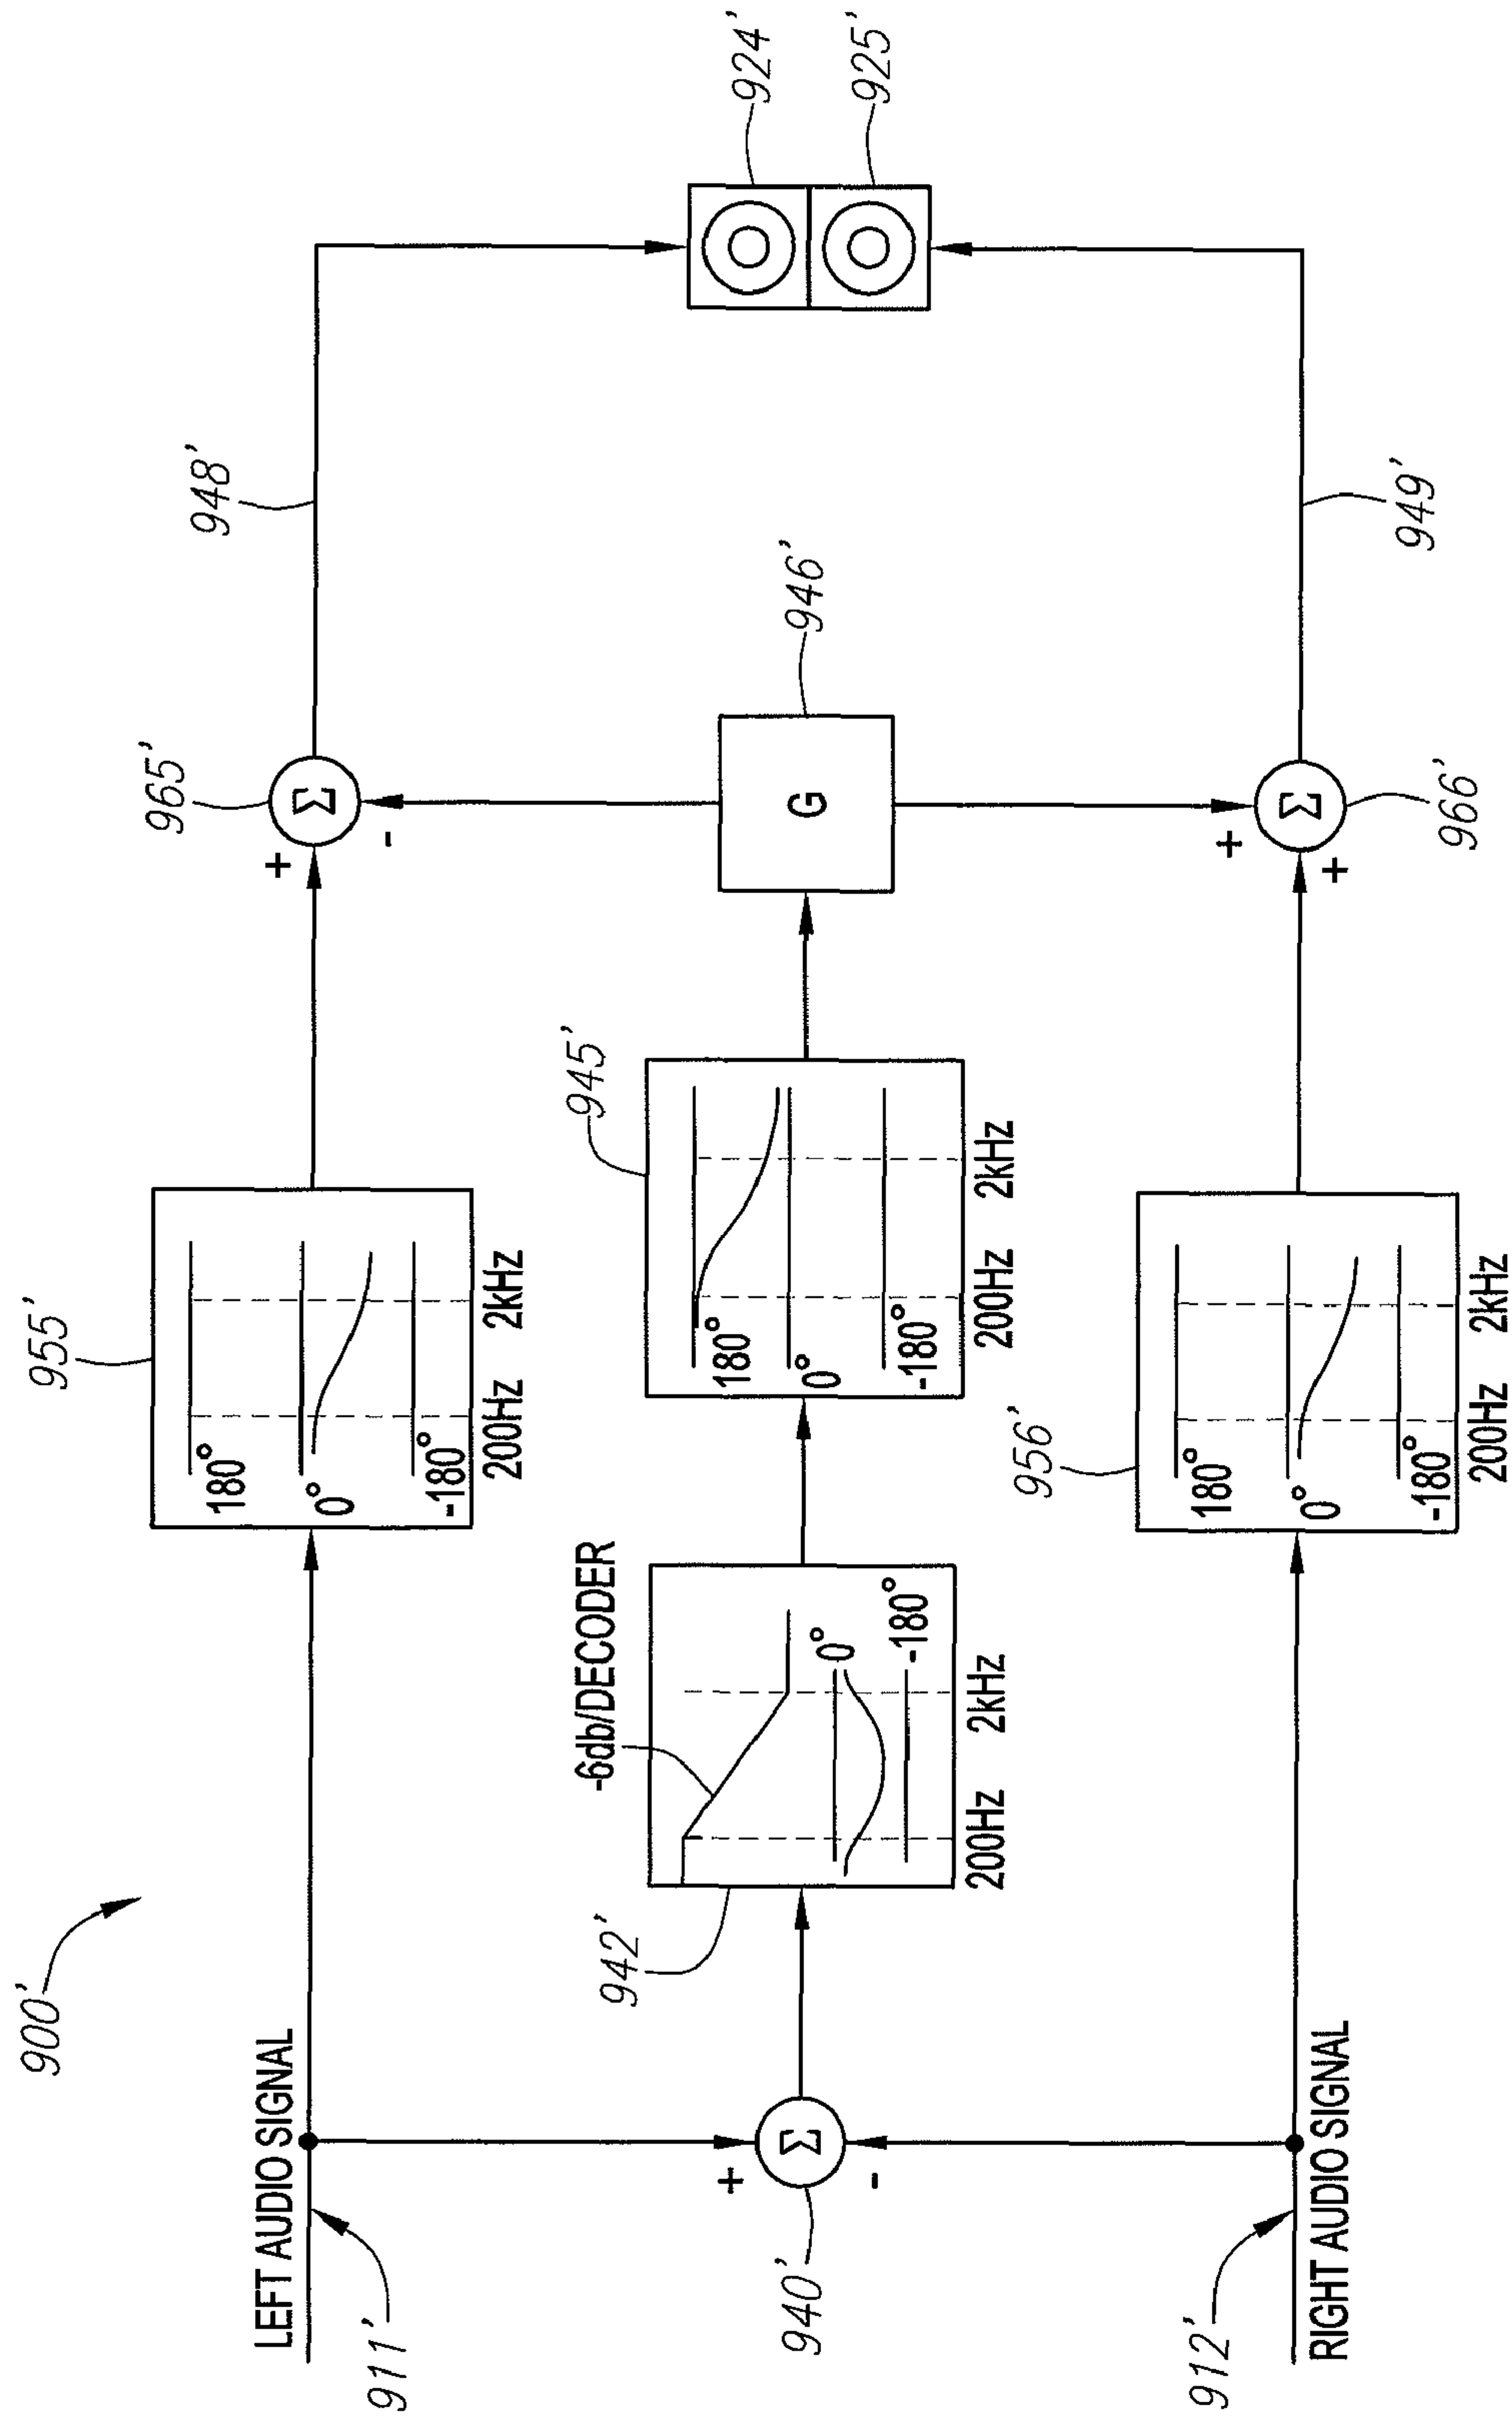 900'
LEFT AUDIO SIGNAL
911'
955'
180°
0°
-180°
200Hz 2kHz
965'
+
-
Σ
948'
940'
+
-
Σ
942'
-6db/DECODER
0°
-180°
200Hz 2kHz
945'
180°
0°
-180°
200Hz 2kHz
946'
G
924'
925'
912'
RIGHT AUDIO SIGNAL
956'
180°
0°
-180°
200Hz 2kHz
+
+
Σ
966'
949'